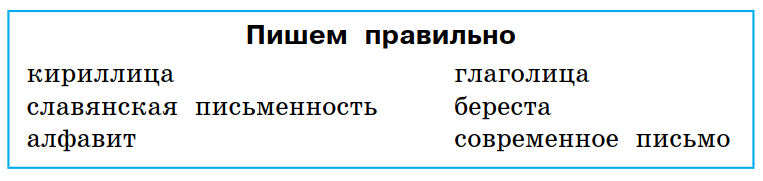 Пишем правильно
кириллица
славянская письменность
алфавит
глаголица
береста
современное письмо